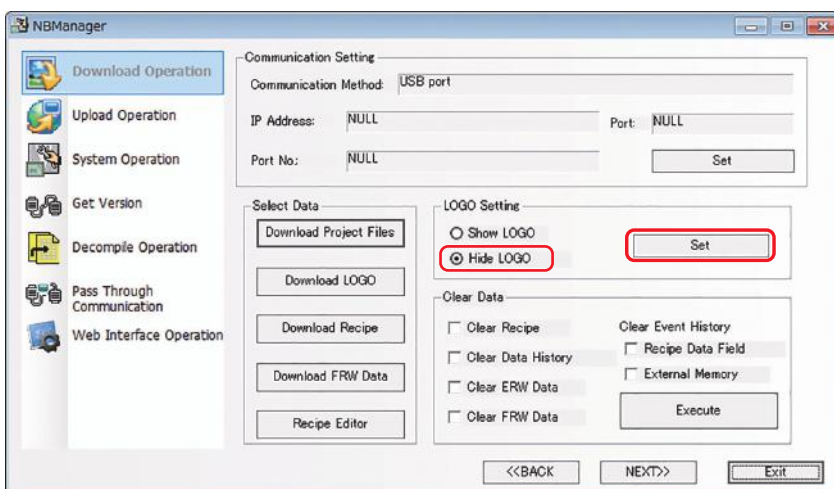 NBManager
Download Operation
Upload Operation
System Operation
Get Version
Decompile Operation
Pass Through
Communication
Web Interface Operation
Communication Setting
Communication Method: USB port
IP Address: NULL Port: NULL
Port No.: NULL Set
Select Data
Download Project Files
Download LOGO
Download Recipe
Download FRW Data
Recipe Editor
LOGO Setting
Show LOGO
Hide LOGO
Set
Clear Data
Clear Recipe
Clear Data History
Clear ERW Data
Clear FRW Data
Clear Event History
Recipe Data Field
External Memory
Execute
<<BACK NEXT>> Exit